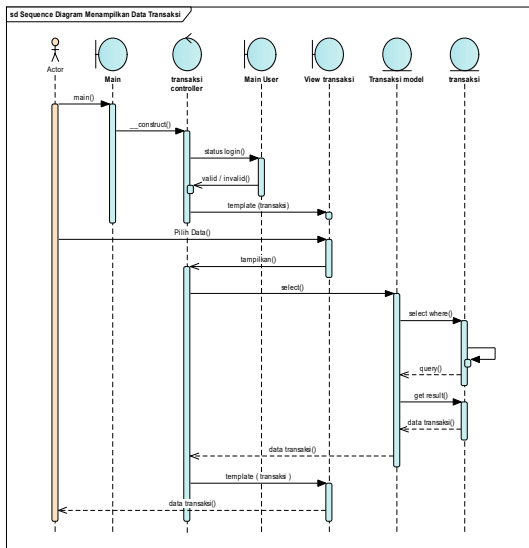 sd Sequence Diagram Menampilkan Data Transaksi
Actor
Main
transaksi
controller
Main User
View transaksi
Transaksi model
transaksi
main()
__construct()
status login()
valid / invalid()
template (transaksi)
Pilih Data()
tampilkan()
select()
select where()
query()
get result()
data transaksi()
data transaksi()
template ( transaksi )
data transaksi()